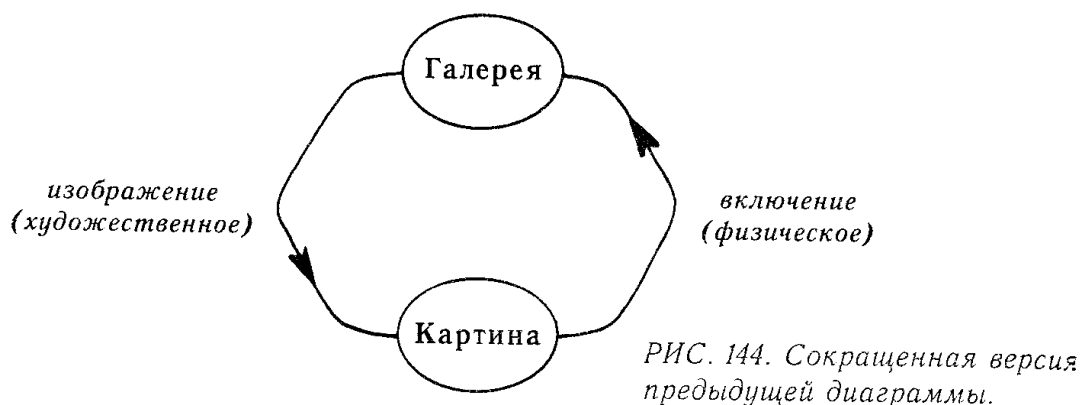 Галерея
изображение
(художественное)
включение
(физическое)
Картина
РИС. 144. Сокращенная версия
предыдущей диаграммы.